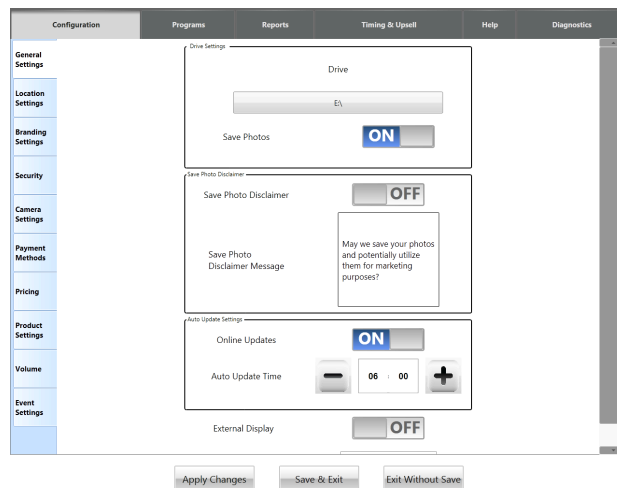 Configuration
Programs
Reports
Timing & Upsell
Help
Diagnostics
General
Settings
Location
Settings
Branding
Settings
Security
Camera
Settings
Payment
Methods
Pricing
Product
Settings
Volume
Event
Settings
Drive Settings
Drive
E:\
Save Photos
ON
Save Photo Disclaimer
Save Photo Disclaimer
OFF
Save Photo
Disclaimer Message
May we save your photos
and potentially utilize
them for marketing
purposes?
Auto Update Settings
Online Updates
ON
Auto Update Time
06 : 00
External Display
OFF
Apply Changes
Save & Exit
Exit Without Save